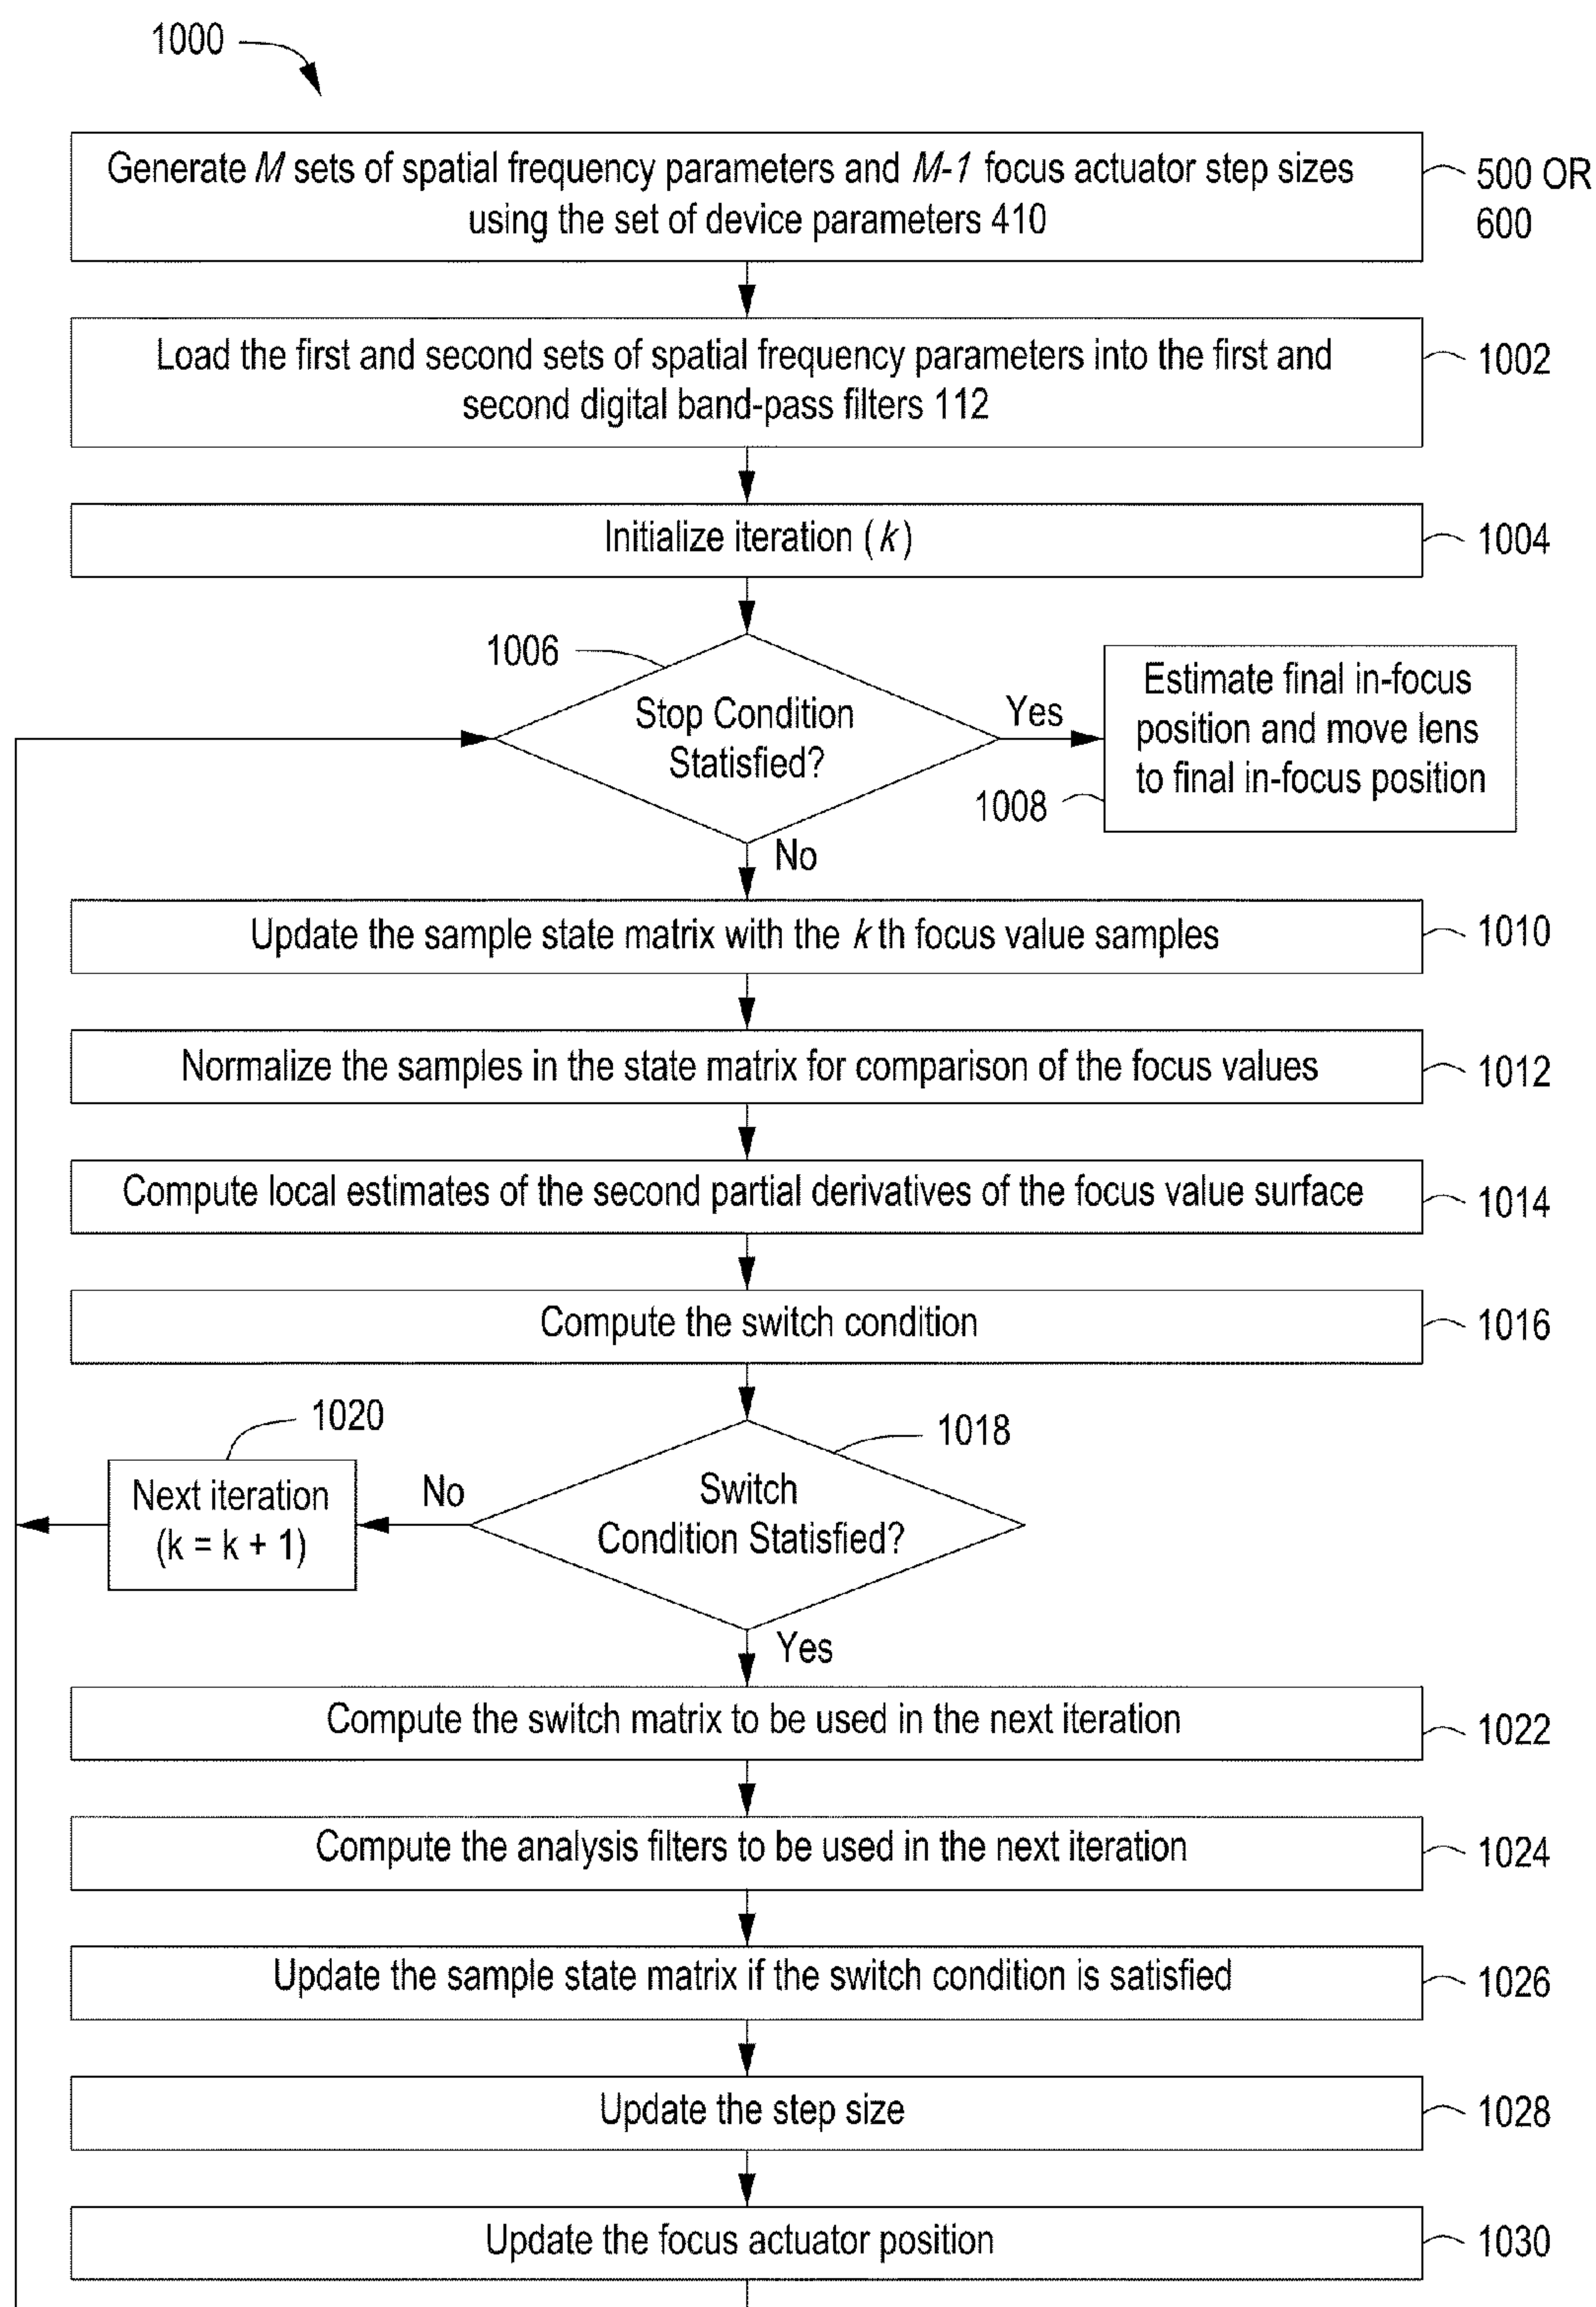 1000
Generate M sets of spatial frequency parameters and M-1 focus actuator step sizes
using the set of device parameters 410
500 OR
600
Load the first and second sets of spatial frequency parameters into the first and
second digital band-pass filters 112
1002
Initialize iteration (k)
1004
1006
Stop Condition
Statisfied?
Yes
Estimate final in-focus
position and move lens
to final in-focus position
1008
No
Update the sample state matrix with the k th focus value samples
1010
Normalize the samples in the state matrix for comparison of the focus values
1012
Compute local estimates of the second partial derivatives of the focus value surface
1014
Compute the switch condition
1016
1020
Next iteration
(k = k + 1)
No
1018
Switch
Condition Statisfied?
Yes
Compute the switch matrix to be used in the next iteration
1022
Compute the analysis filters to be used in the next iteration
1024
Update the sample state matrix if the switch condition is satisfied
1026
Update the step size
1028
Update the focus actuator position
1030